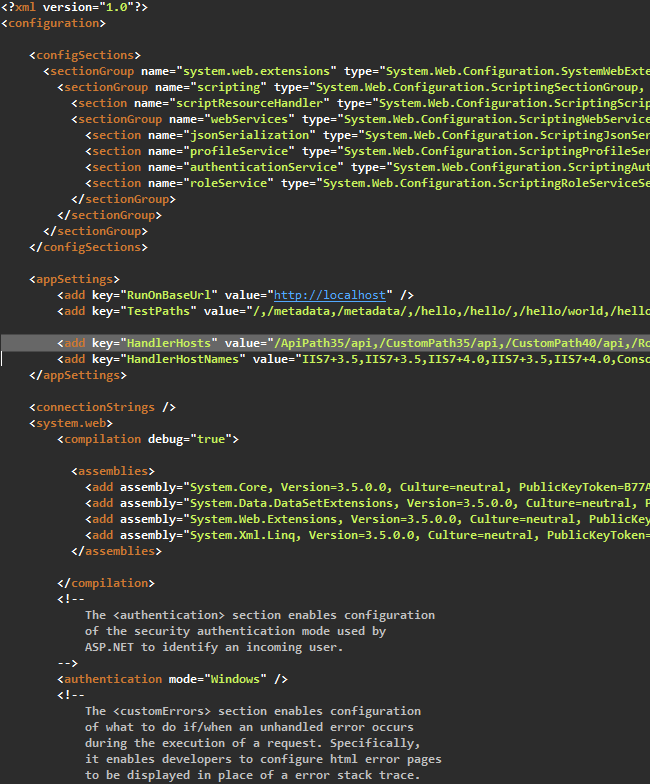 <?xml version="1.0"?>
<configuration>
<configSections>
<sectionGroup name="system.web.extensions" type="System.Web.Configuration.SystemWebExte
<sectionGroup name="scripting" type="System.Web.Configuration.ScriptingSectionGroup,
<section name="scriptResourceHandler" type="System.Web.Configuration.ScriptingScrip
<sectionGroup name="webServices" type="System.Web.Configuration.ScriptingWebService
<section name="jsonSerialization" type="System.Web.Configuration.ScriptingJsonSer
<section name="profileService" type="System.Web.Configuration.ScriptingProfileSer
<section name="authenticationService" type="System.Web.Configuration.ScriptingAut
<section name="roleService" type="System.Web.Configuration.ScriptingRoleServiceSe
</sectionGroup>
</sectionGroup>
</sectionGroup>
</configSections>
<appSettings>
<add key="RunOnBaseUrl" value="http://localhost" />
<add key="TestPaths" value="/,/metadata,/metadata/,/hello,/hello/,/hello/world,/hello
<add key="HandlerHosts" value="/ApiPath35/api,/CustomPath35/api,/CustomPath40/api,/Ro
<add key="HandlerHostNames" value="IIS7+3.5,IIS7+3.5,IIS7+4.0,IIS7+3.5,IIS7+4.0,Conso
</appSettings>
<connectionStrings />
<system.web>
<compilation debug="true">
<assemblies>
<add assembly="System.Core, Version=3.5.0.0, Culture=neutral, PublicKeyToken=B77A
<add assembly="System.Data.DataSetExtensions, Version=3.5.0.0, Culture=neutral, P
<add assembly="System.Web.Extensions, Version=3.5.0.0, Culture=neutral, PublicKey
<add assembly="System.Xml.Linq, Version=3.5.0.0, Culture=neutral, PublicKeyToken=
</assemblies>
</compilation>
<!--
The <authentication> section enables configuration
of the security authentication mode used by
ASP.NET to identify an incoming user.
-->
<authentication mode="Windows" />
<!--
The <customErrors> section enables configuration
of what to do if/when an unhandled error occurs
during the execution of a request. Specifically,
it enables developers to configure html error pages
to be displayed in place of a error stack trace.